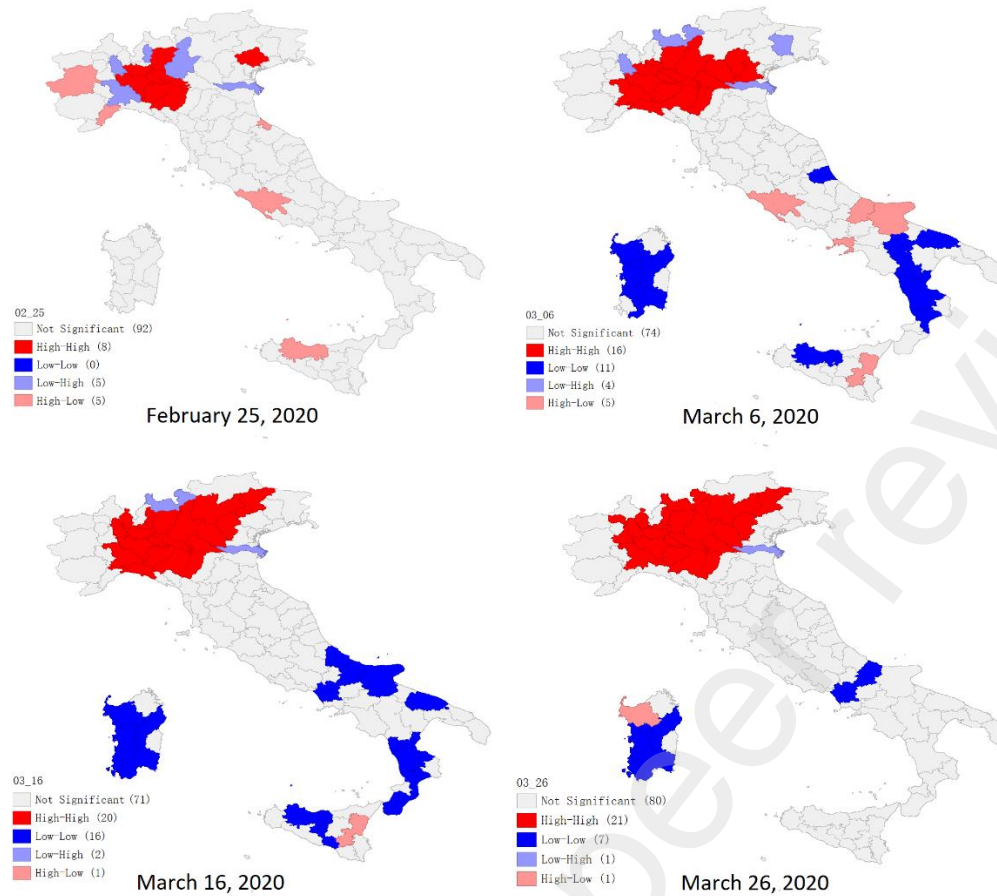 02_25
Not Significant (92)
High-High (8)
Low-Low (0)
Low-High (5)
High-Low (5)
February 25, 2020
03_06
Not Significant (74)
High-High (16)
Low-Low (11)
Low-High (4)
High-Low (5)
March 6, 2020
03_16
Not Significant (71)
High-High (20)
Low-Low (16)
Low-High (2)
High-Low (1)
March 16, 2020
03_26
Not Significant (80)
High-High (21)
Low-Low (7)
Low-High (1)
High-Low (1)
March 26, 2020
peer